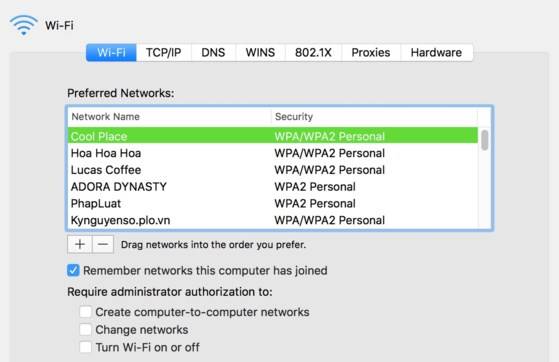 Wi-Fi
Wi-Fi TCP/IP DNS WINS 802.1X Proxies Hardware
Preferred Networks:
Network Name Security
Cool Place WPA/WPA2 Personal
Hoa Hoa Hoa WPA/WPA2 Personal
Lucas Coffee WPA/WPA2 Personal
ADORA DYNASTY WPA2 Personal
PhapLuat WPA2 Personal
Kynguyenso.plo.vn WPA/WPA2 Personal
+ − Drag networks into the order you prefer.
Remember networks this computer has joined
Require administrator authorization to:
Create computer-to-computer networks
Change networks
Turn Wi-Fi on or off